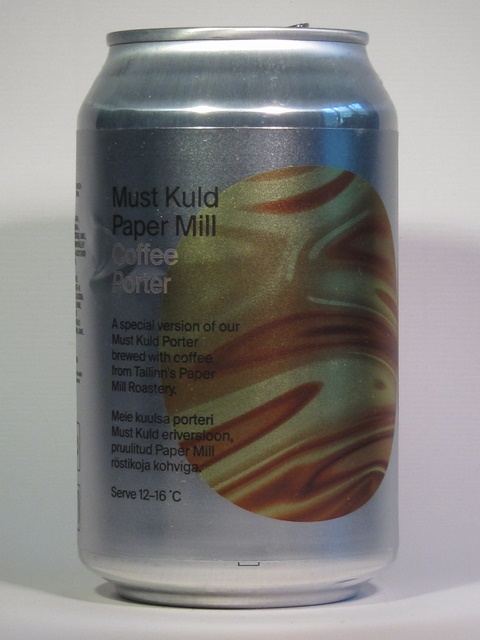 Must Kuld
Paper Mill
Coffee
Porter
A special version of our
Must Kuld Porter
brewed with coffee
from Tallinn's Paper
Mill Roastery.
Meie kuulsa porteri
Must Kuld eriversioon,
pruulitud Paper Mill
röstikoja kohviga.
Serve 12–16 °C